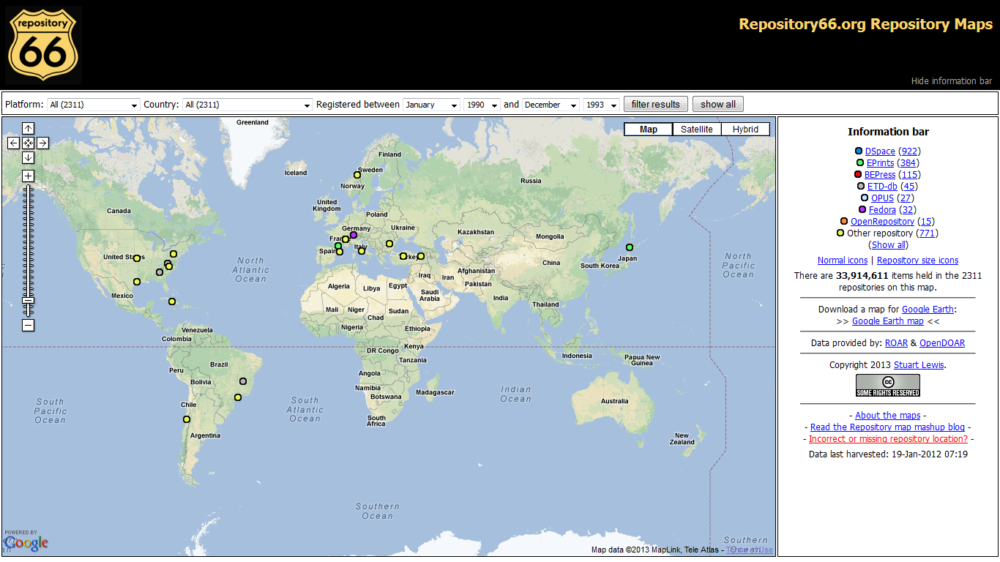 repository
66
Repository66.org Repository Maps
Hide information bar
Platform: All (2311) Country: All (2311) Registered between January 1990 and December 1993 filter results show all
Map Satellite Hybrid
Greenland
Finland
Iceland
Sweden
Russia
Norway
United
Kingdom
Canada
Poland
Germany
Ukraine
Kazakhstan
Mongolia
Italy
Spain
United States
North
Atlantic
Ocean
Japan
China
South Korea
North
Pacific
Ocean
Afghanistan
Iraq
Iran
Pakistan
Algeria
Libya
Egypt
Saudi
Arabia
India
Mexico
Thailand
Mali
Niger
Sudan
Chad
Nigeria
Ethiopia
Venezuela
Colombia
Kenya
DR Congo
Indonesia
Papua New
Guinea
Tanzania
Brazil
Peru
Angola
Bolivia
Namibia
Botswana
Madagascar
Indian
Ocean
South
Pacific
Ocean
Chile
South
Atlantic
Ocean
Australia
South
Africa
Argentina
New
Zealand
Southern
Ocean
POWERED BY
Google
Southern
Map data ©2013 MapLink, Tele Atlas - Terms of Use
Information bar
DSpace (922)
EPrints (384)
BEPress (115)
ETD-db (45)
OPUS (27)
Fedora (32)
OpenRepository (15)
Other repository (771)
(Show all)
Normal icons | Repository size icons
There are 33,914,611 items held in the 2311
repositories on this map.
Download a map for Google Earth:
>> Google Earth map <<
Data provided by: ROAR & OpenDOAR
Copyright 2013 Stuart Lewis.
cc
SOME RIGHTS RESERVED
- About the maps -
- Read the Repository map mashup blog -
- Incorrect or missing repository location? -
Data last harvested: 19-Jan-2012 07:19